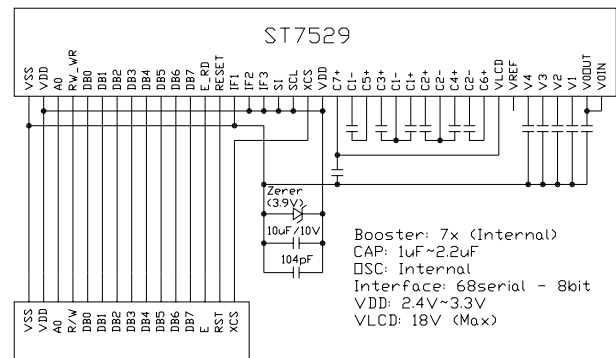 ST7529
VSS
VDD
A0
RW_WR
DB0
DB1
DB2
DB3
DB4
DB5
DB6
DB7
E_RD
RESET
IF1
IF2
IF3
SI
SCL
XCS
VDD
C7+
C1-
C5+
C3+
C1-
C1+
C2+
C2-
C4+
C2-
C6+
VLCD
VREF
V4
V3
V2
V1
V0OUT
V0IN
Zerer
(3.9V)
10uF/10V
104pF
Booster: 7x (Internal)
CAP: 1uF~2.2uF
OSC: Internal
Interface: 68serial - 8bit
VDD: 2.4V~3.3V
VLCD: 18V (Max)
VSS
VDD
A0
R/W
DB0
DB1
DB2
DB3
DB4
DB5
DB6
DB7
E
RST
XCS